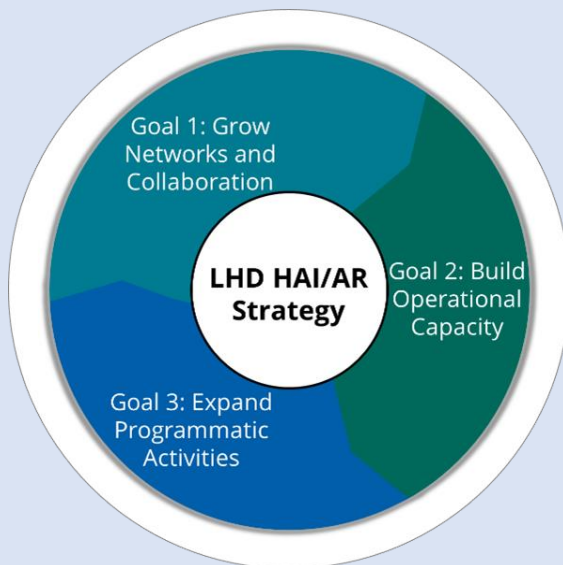 Goal 1: Grow
Networks and
Collaboration
LHD HAI/AR
Strategy
Goal 2: Build
Operational
Capacity
Goal 3: Expand
Programmatic
Activities